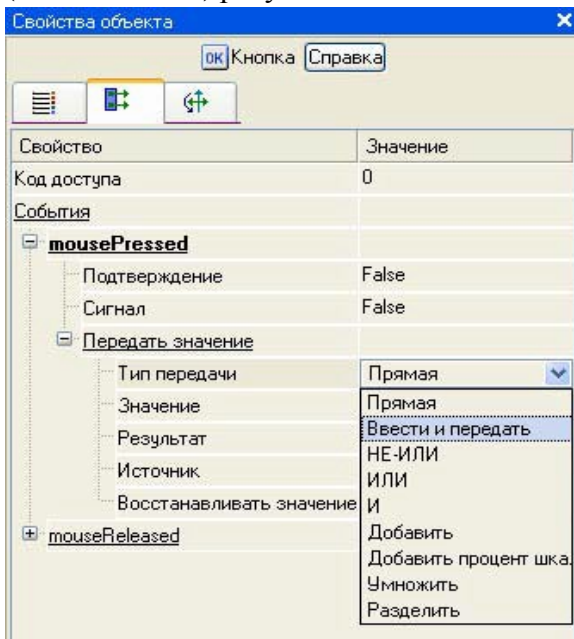 Свойства объекта
ок Кнопка Справка
Свойство Значение
Код доступа 0
События
mousePressed
Подтверждение False
Сигнал False
Передать значение
Тип передачи Прямая
Значение Прямая
Ввести и передать
Результат НЕ-ИЛИ
Источник ИЛИ
Восстанавливать значение И
mouseReleased Добавить
Добавить процент шка
Умножить
Разделить